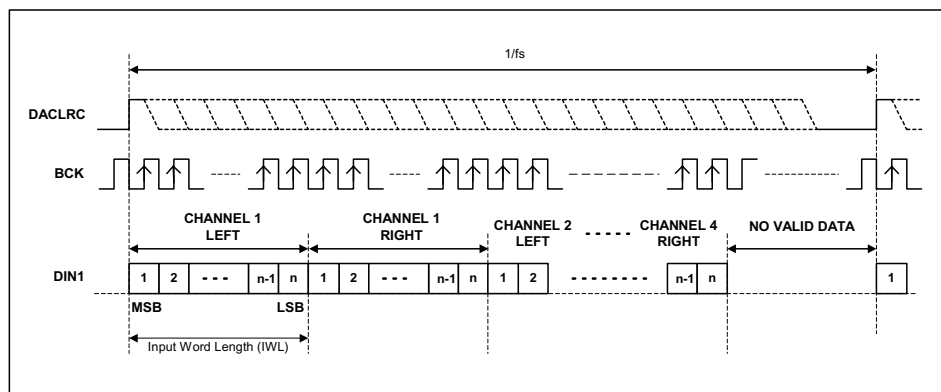 1/fs
DACLRC
BCK
CHANNEL 1
LEFT
CHANNEL 1
RIGHT
CHANNEL 2
LEFT
CHANNEL 4
RIGHT
NO VALID DATA
DIN1
1 2 n-1 n 1 2 n-1 n 1 2 n-1 n 1
MSB LSB
Input Word Length (IWL)